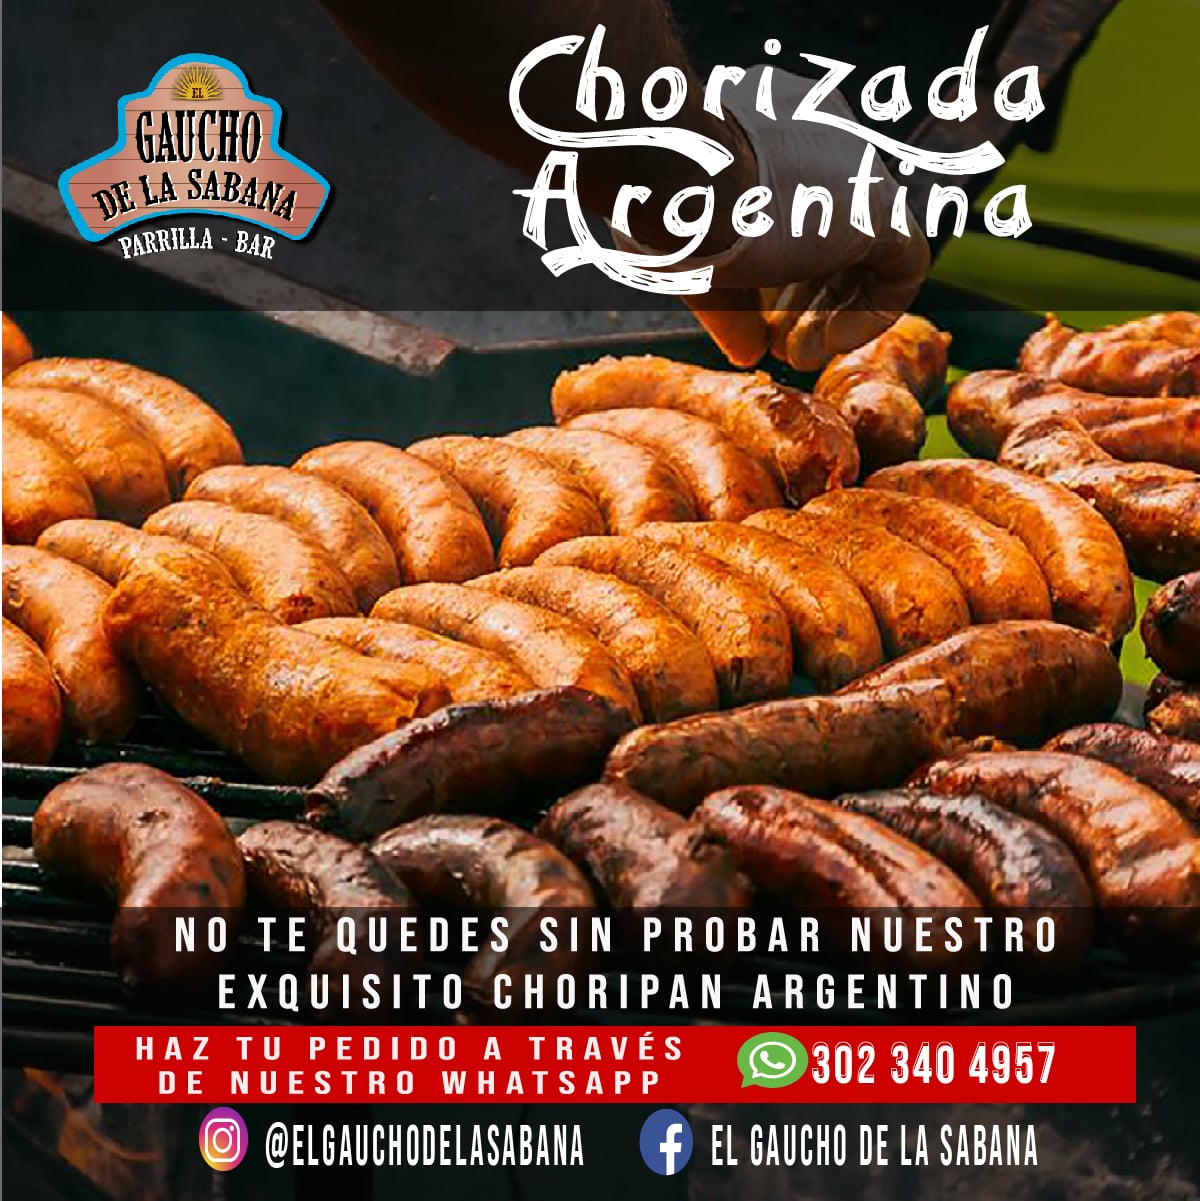 EL
GAUCHO
DE LA SABANA
PARRILLA - BAR
Chorizada
Argentina
NO TE QUEDES SIN PROBAR NUESTRO
EXQUISITO CHORIPAN ARGENTINO
HAZ TU PEDIDO A TRAVÉS
DE NUESTRO WHATSAPP
302 340 4957
@ELGAUCHODELASABANA
EL GAUCHO DE LA SABANA